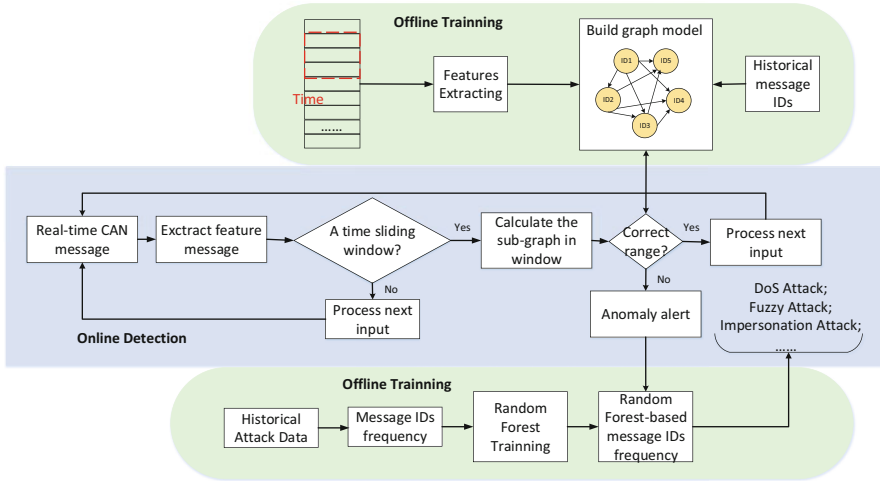 Offline Trainning
Time
......
Features
Extracting
Build graph model
ID1
ID5
ID2
ID4
ID3
Historical
message
IDs
Real-time CAN
message
Exctract feature
message
A time sliding
window?
Yes
No
Process next
input
Calculate the
sub-graph in
window
Correct
range?
Yes
No
Process next
input
Anomaly alert
DoS Attack;
Fuzzy Attack;
Impersonation Attack;
......
Online Detection
Offline Trainning
Historical
Attack Data
Message IDs
frequency
Random
Forest
Trainning
Random
Forest-based
message IDs
frequency